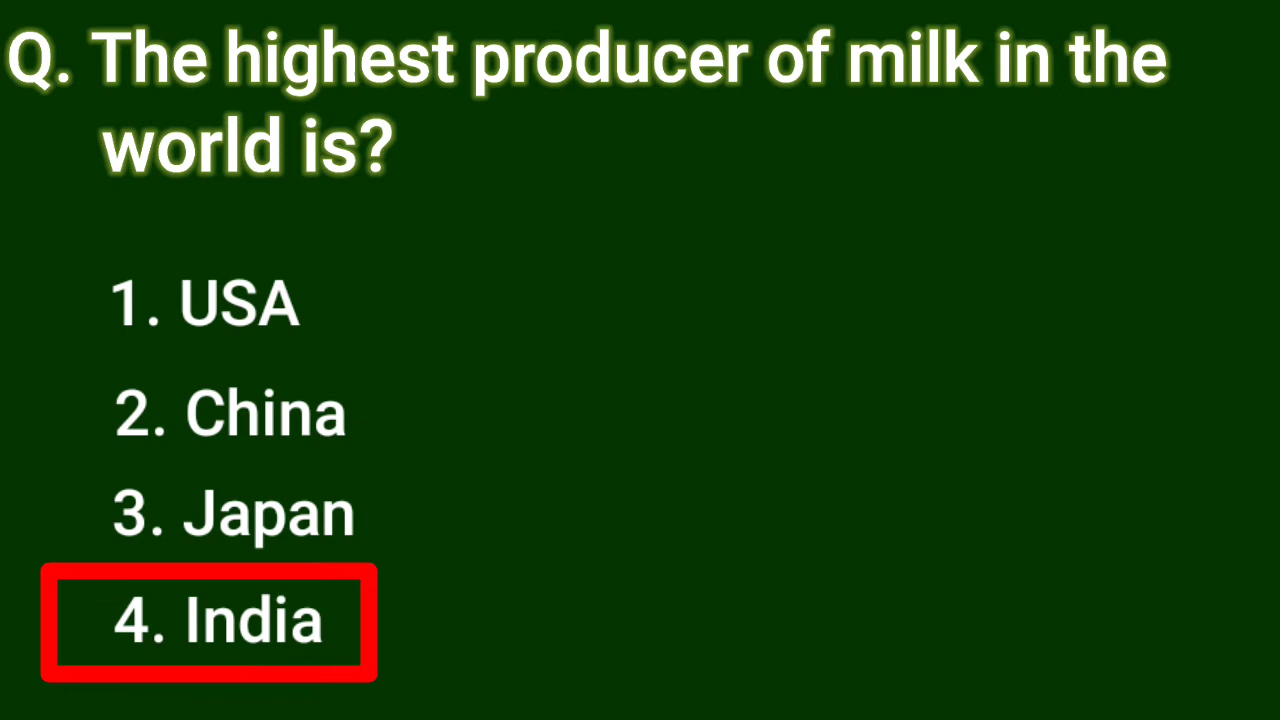 Q. The highest producer of milk in the
world is?
1. USA
2. China
3. Japan
4. India